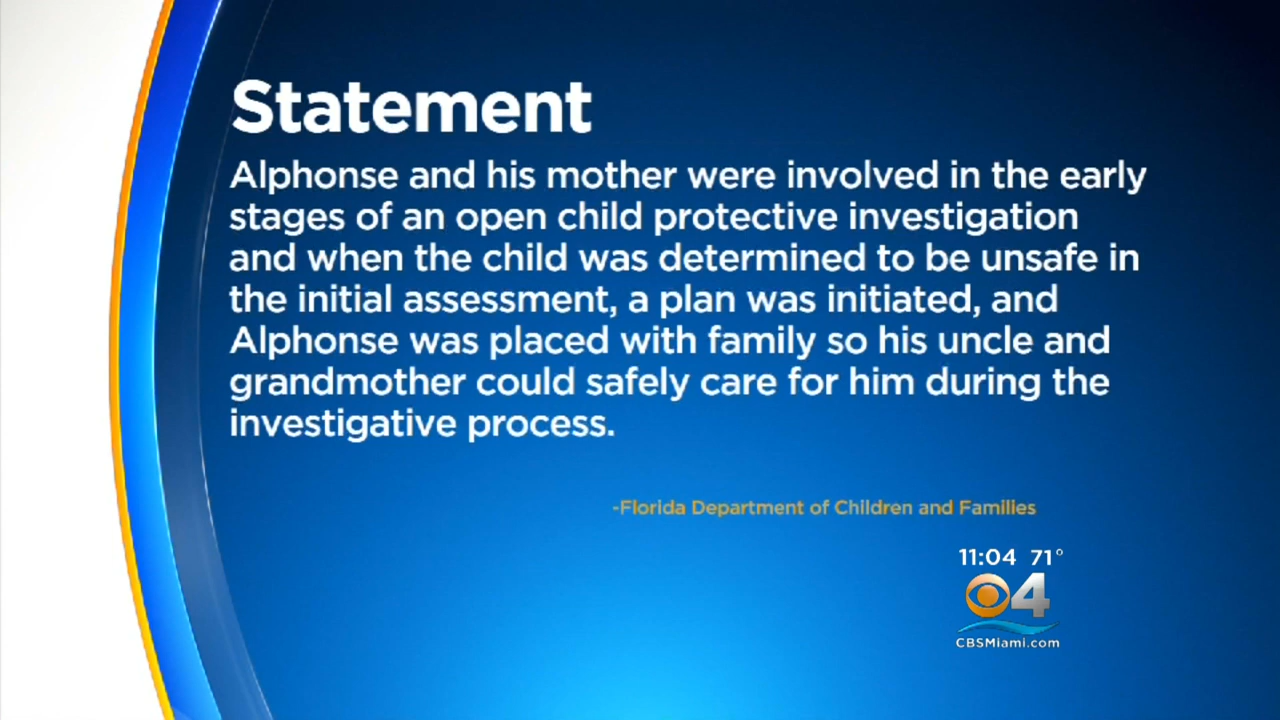 Statement
Alphonse and his mother were involved in the early
stages of an open child protective investigation
and when the child was determined to be unsafe in
the initial assessment, a plan was initiated, and
Alphonse was placed with family so his uncle and
grandmother could safely care for him during the
investigative process.
-Florida Department of Children and Families
11:04 71°
4
CBSMiami.com